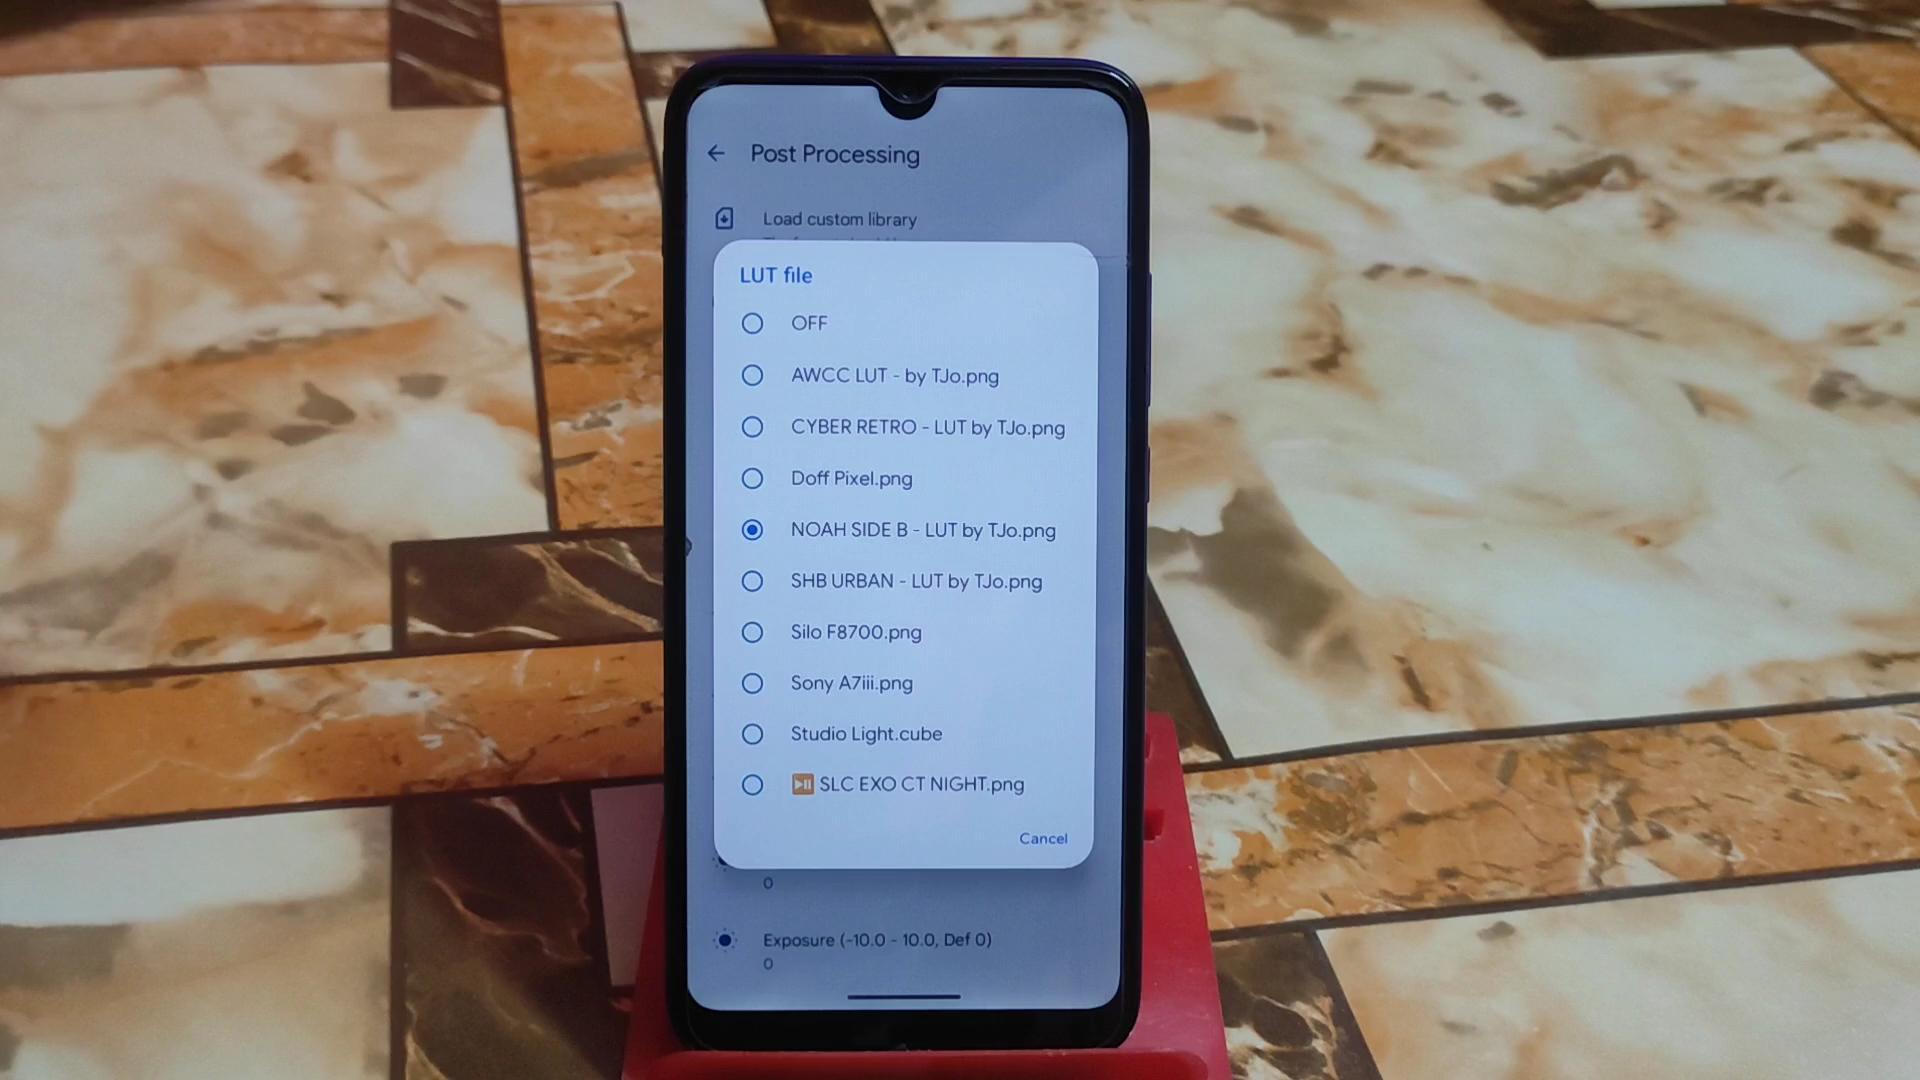 Post Processing
Load custom library
LUT file
OFF
AWCC LUT - by TJo.png
CYBER RETRO - LUT by TJo.png
Doff Pixel.png
NOAH SIDE B - LUT by TJo.png
SHB URBAN - LUT by TJo.png
Silo F8700.png
Sony A7iii.png
Studio Light.cube
⏯ SLC EXO CT NIGHT.png
Cancel
0
Exposure (-10.0 - 10.0, Def 0)
0